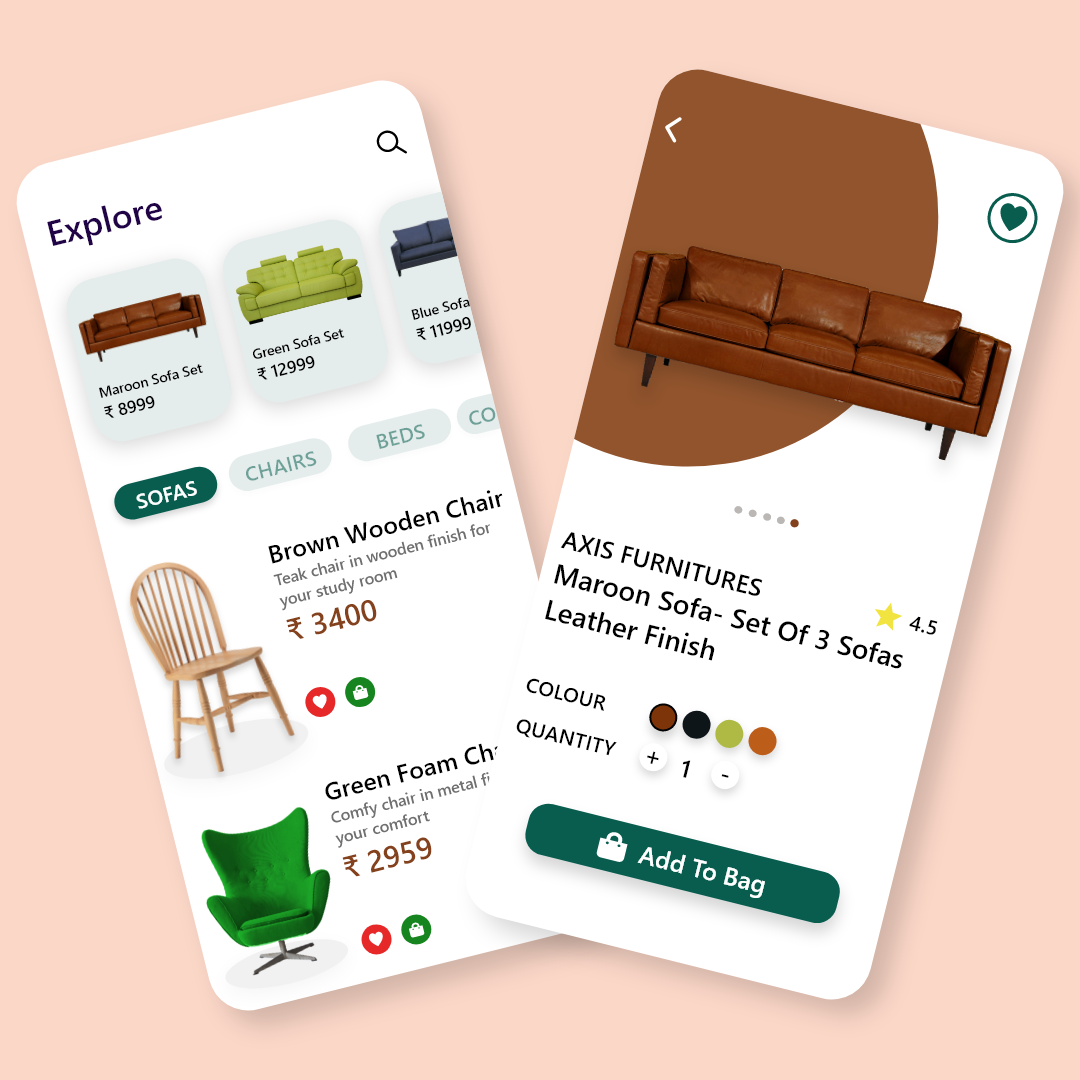 Explore
Maroon Sofa Set
₹ 8999
Green Sofa Set
₹ 12999
Blue Sofa
₹ 11999
SOFAS
CHAIRS
BEDS
CO
Brown Wooden Chair
Teak chair in wooden finish for
your study room
₹ 3400
Green Foam Cha
Comfy chair in metal fi
your comfort
₹ 2959
AXIS FURNITURES
Maroon Sofa- Set Of 3 Sofas
Leather Finish
4.5
COLOUR
QUANTITY
+ 1 -
Add To Bag